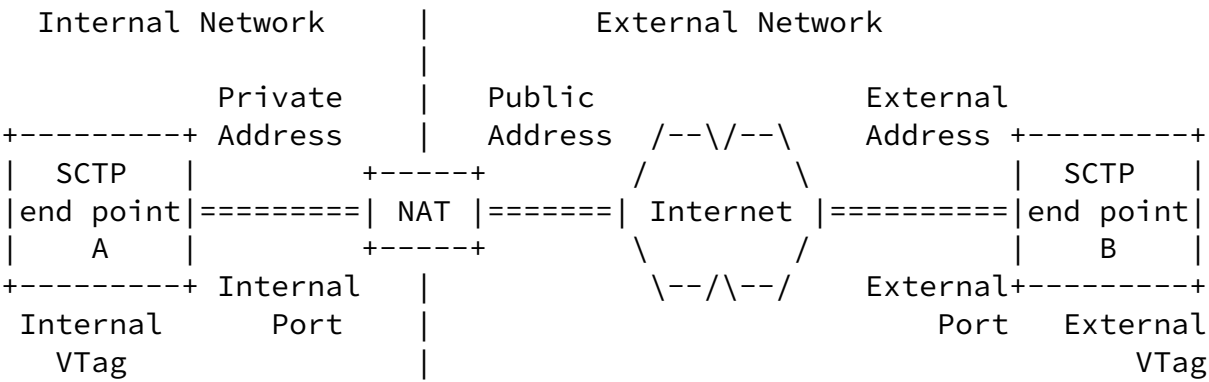 Internal Network | External Network
|
Private | Public External
+---------+ Address | Address /--\/--\ Address +---------+
| SCTP | +-----+ / \ | SCTP |
|end point|=========| NAT |=======| Internet |==========|end point|
| A | +-----+ \ / | B |
+---------+ Internal | \--/\--/ External+---------+
Internal Port | Port External
VTag | VTag